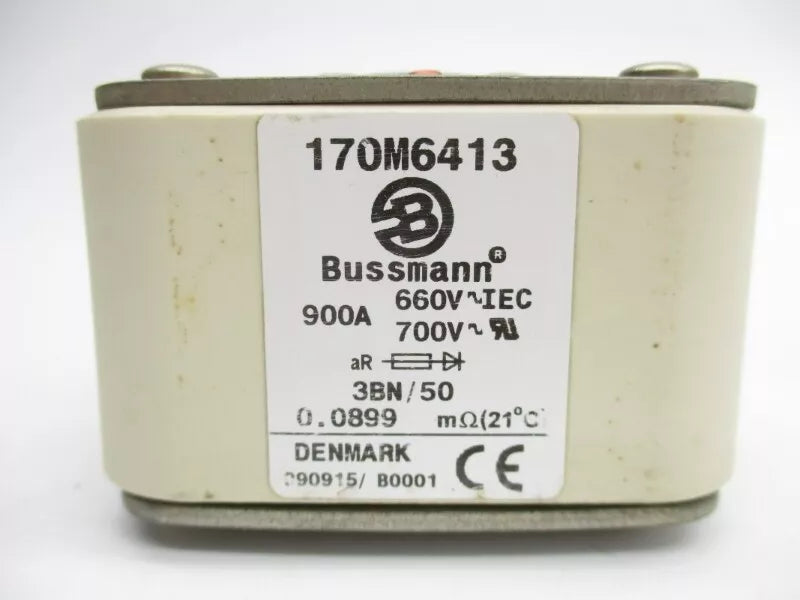 170M6413
B
Bussmann®
900A 660V~IEC
700V~
aR
3BN/50
0.0899 mΩ(21°C)
DENMARK
B0001
CE